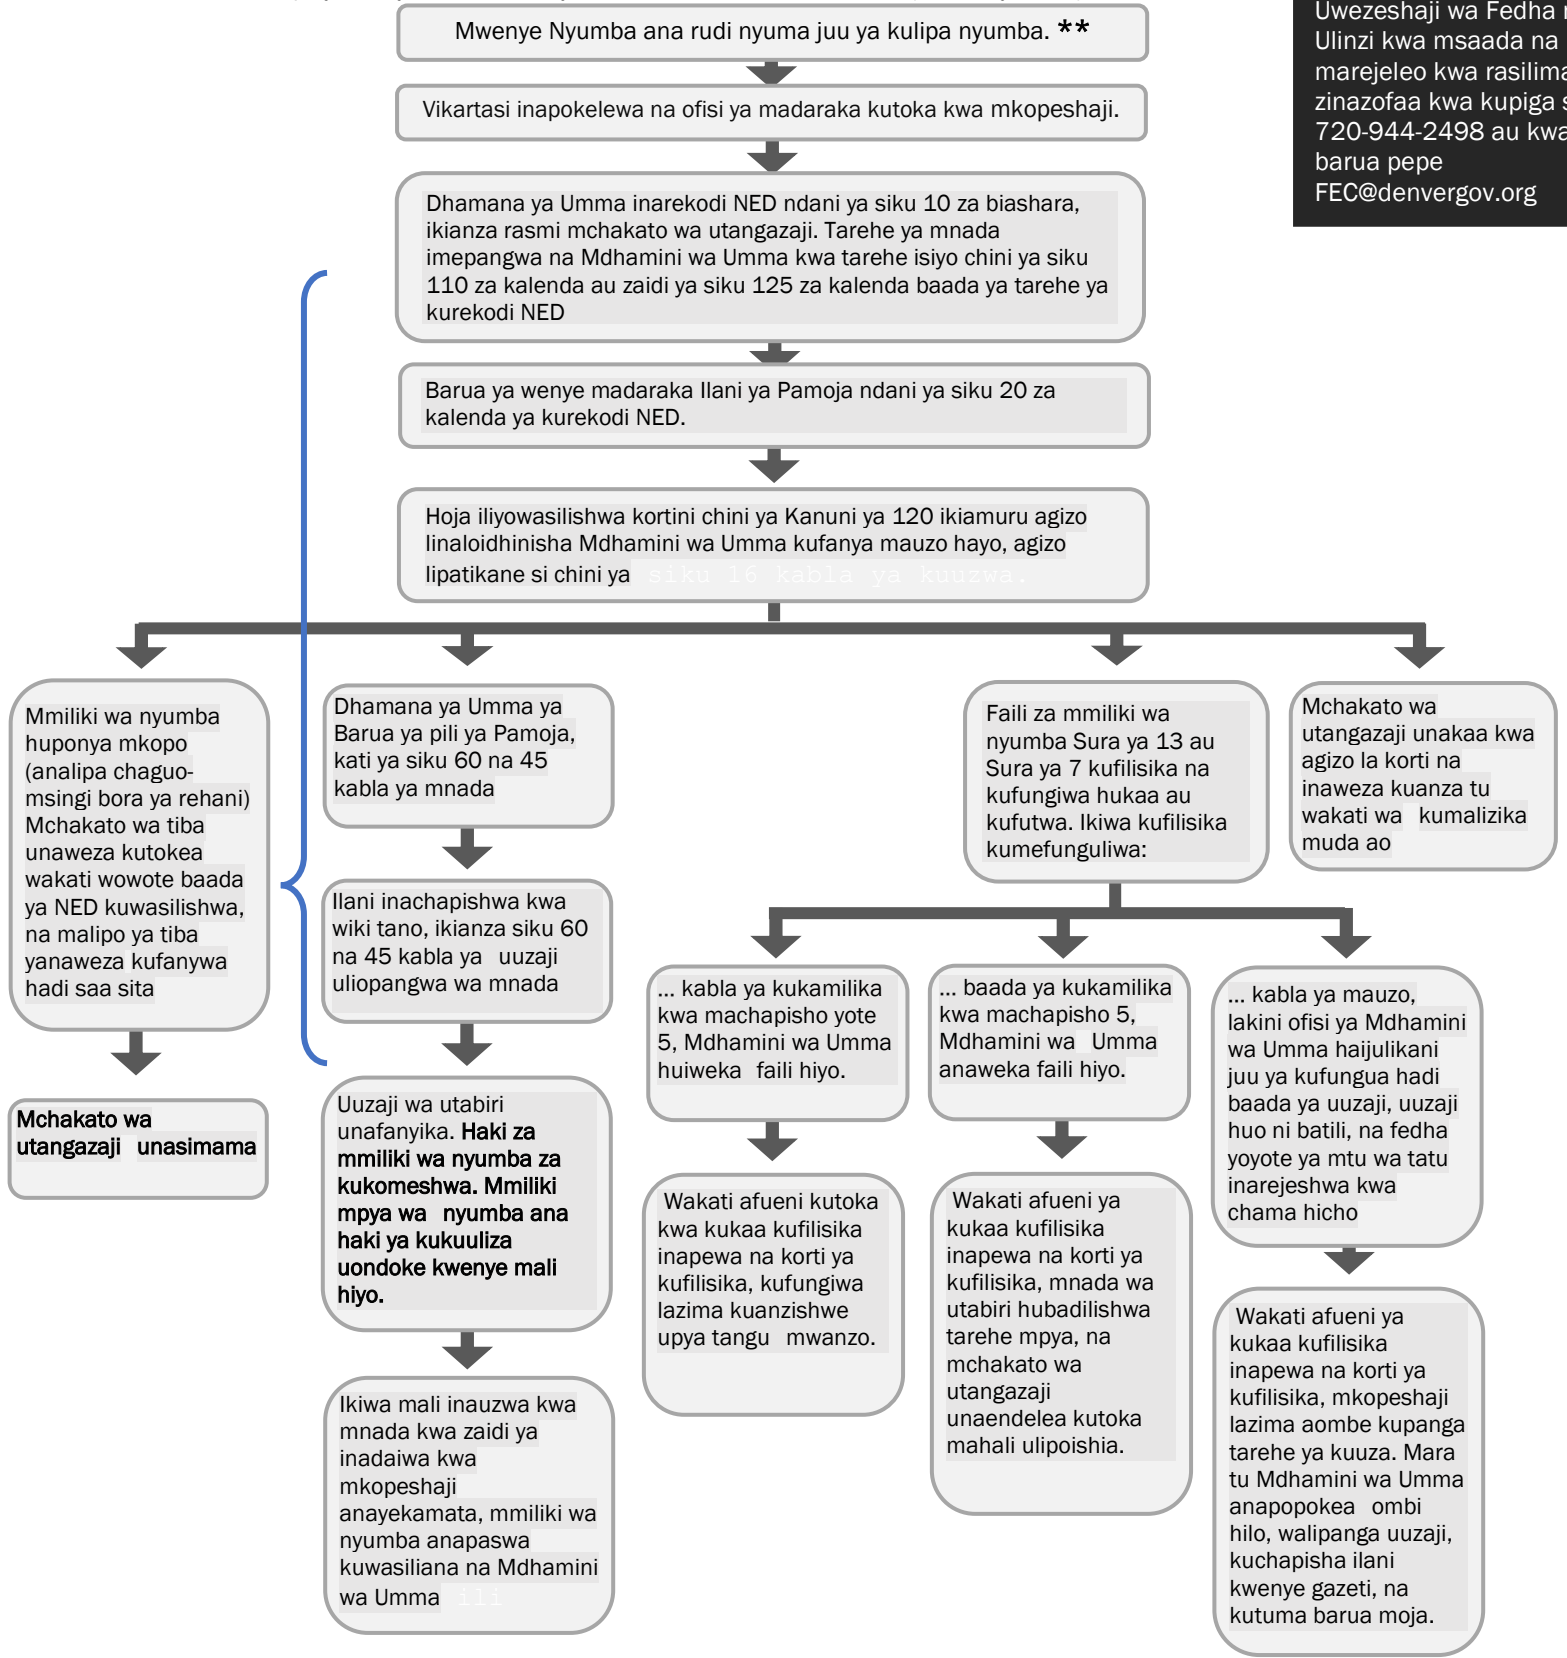 Mwenye Nyumba ana rudi nyuma juu ya kulipa nyumba. **
Uwezeshaji wa Fedha
Ulinzi kwa msaada na
marejeleo kwa
zinazofaa kwa kupiga
720-944-2498 au kwa
barua pepe
FEC@denvergov.org
Vikartasi inapokelewa na ofisi ya madaraka kutoka kwa mkopeshaji.
Dhamana ya Umma inarekodi NED ndani ya siku 10 za biashara,
ikianza rasmi mchakato wa utangazaji. Tarehe ya mnada
imepangwa na Mdhamini wa Umma kwa tarehe isiyo chini ya siku
110 za kalenda au zaidi ya siku 125 za kalenda baada ya tarehe ya
kurekodi NED
Barua ya wenye madaraka Ilani ya Pamoja ndani ya siku 20 za
kalenda ya kurekodi NED.
Hoja iliyowasilishwa kortini chini ya Kanuni ya 120 ikiamuru agizo
linaloidhinisha Mdhamini wa Umma kufanya mauzo hayo, agizo
lipatikane si chini ya siku 16 kabla ya kuuzwa.
Mmiliki wa nyumba
huponya mkopo
(analipa chaguo-
msingi bora ya rehani)
Mchakato wa tiba
unaweza kutokea
wakati wowote baada
ya NED kuwasilishwa,
na malipo ya tiba
yanaweza kufanywa
hadi saa sita
Mchakato wa
utangazaji unasimama
Dhamana ya Umma ya
Barua ya pili ya Pamoja,
kati ya siku 60 na 45
kabla ya mnada
Ilani inachapishwa kwa
wiki tano, ikianza siku 60
na 45 kabla ya uuzaji
uliopangwa wa mnada
Uuzaji wa utabiri
unafanyika. Haki za
mmiliki wa nyumba za
kukomeshwa. Mmiliki
mpya wa nyumba ana
haki ya kukuuliza
uondoke kwenye mali
hiyo.
Ikiwa mali inauzwa kwa
mnada kwa zaidi ya
inadaiwa kwa
mkopeshaji
anayekamata, mmiliki wa
nyumba anapaswa
kuwasiliana na Mdhamini
wa Umma ili
Faili za mmiliki wa
nyumba Sura ya 13 au
Sura ya 7 kufilisika na
kufungiwa hukaa au
kufutwa. Ikiwa kufilisika
kumefunguliwa:
... kabla ya kukamilika
kwa machapisho yote
5, Mdhamini wa Umma
huiweka faili hiyo.
Wakati afueni kutoka
kwa kukaa kufilisika
inapewa na korti ya
kufilisika, kufungiwa
lazima kuanzishwe
upya tangu mwanzo.
... baada ya kukamilika
kwa machapisho 5,
Mdhamini wa Umma
anaweka faili hiyo.
Wakati afueni ya
kukaa kufilisika
inapewa na korti ya
kufilisika, mnada wa
utabiri hubadilishwa
tarehe mpya, na
mchakato wa
utangazaji
unaendelea kutoka
mahali ulipoishia.
... kabla ya mauzo,
lakini ofisi ya Mdhamini
wa Umma haijulikani
juu ya kufungua hadi
baada ya uuzaji, uuzaji
huo ni batili, na fedha
yoyote ya mtu wa tatu
inarejeshwa kwa
chama hicho
Wakati afueni ya
kukaa kufilisika
inapewa na korti ya
kufilisika, mkopeshaji
lazima aombe kupanga
tarehe ya kuuza. Mara
tu Mdhamini wa Umma
anapopokea ombi
hilo, walipanga uuzaji,
kuchapisha ilani
kwenye gazeti, na
kutuma barua moja.
Mchakato wa
utangazaji unakaa kwa
agizo la korti na
inaweza kuanza tu
wakati wa kumalizika
muda ao